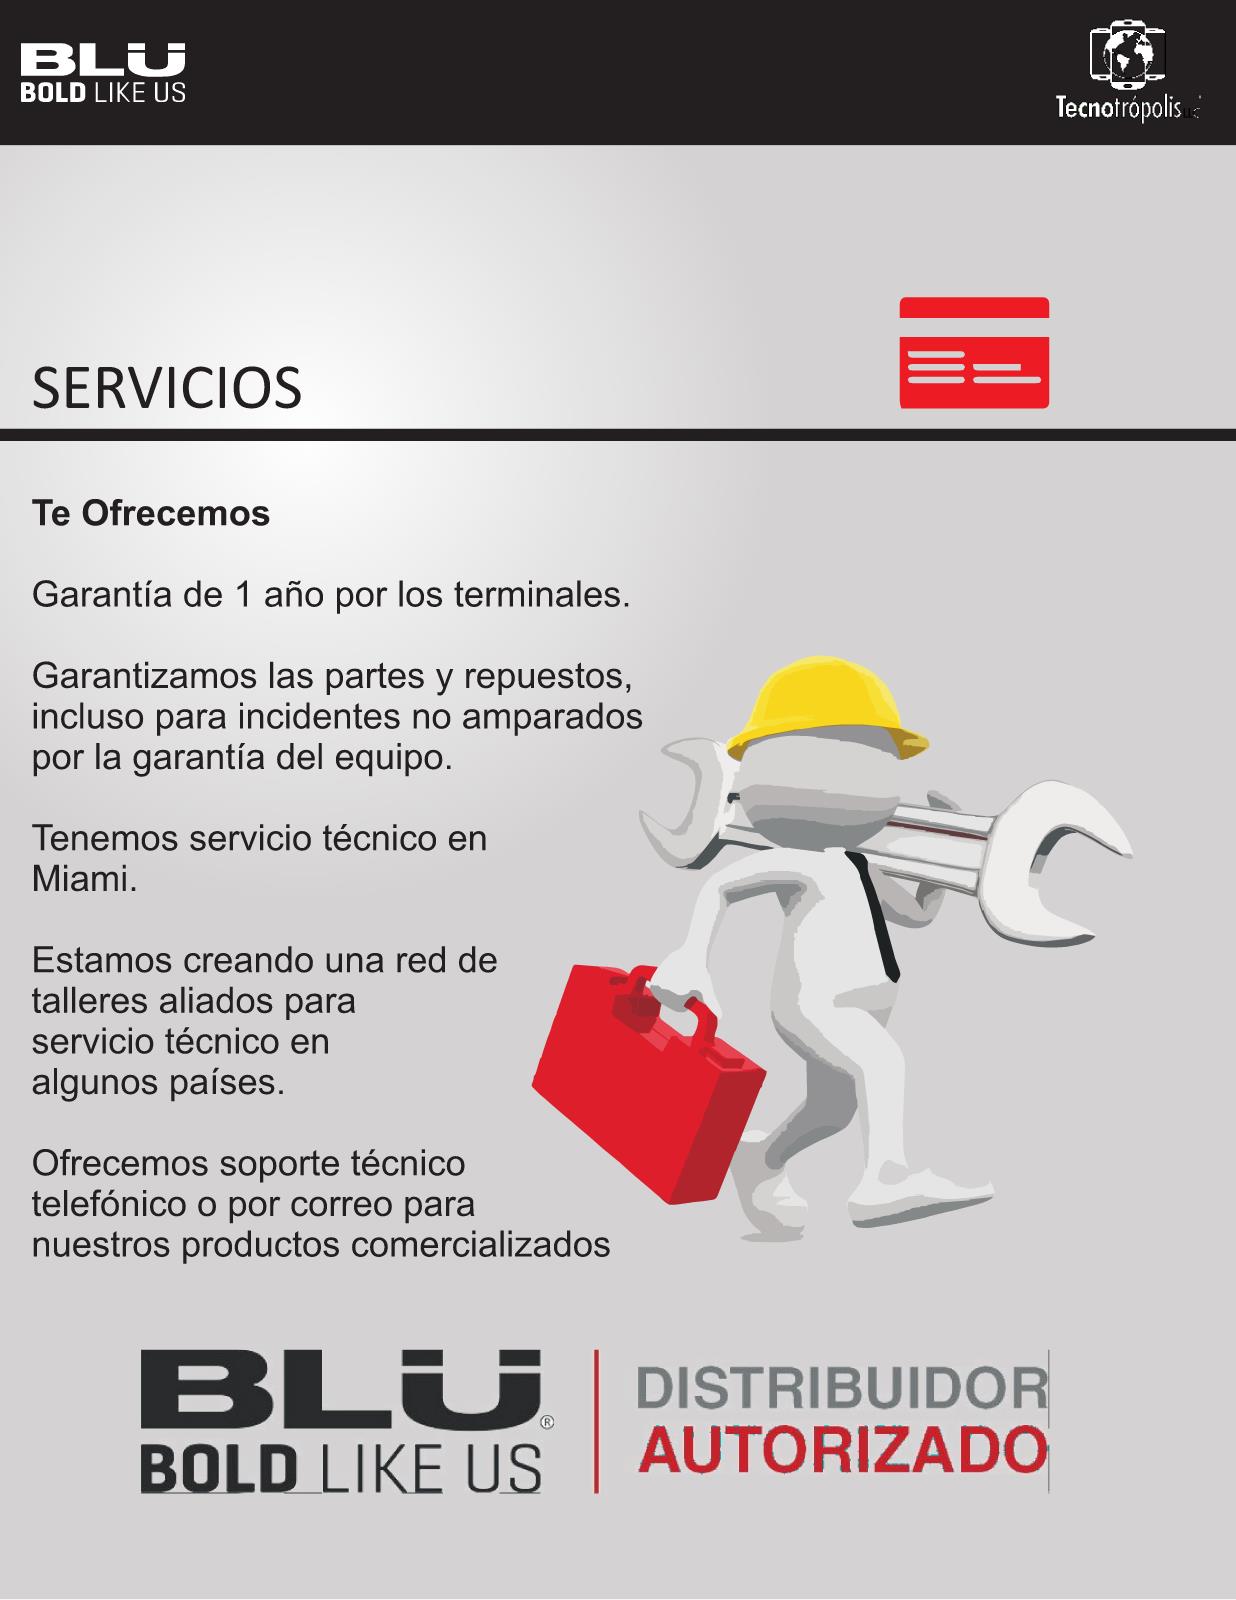 BLU
BOLD LIKE US
Tecnotrópolis
SERVICIOS
Te Ofrecemos
Garantía de 1 año por los terminales.
Garantizamos las partes y repuestos,
incluso para incidentes no amparados
por la garantía del equipo.
Tenemos servicio técnico en
Miami.
Estamos creando una red de
talleres aliados para
servicio técnico en
algunos países.
Ofrecemos soporte técnico
telefónico o por correo para
nuestros productos comercializados
BLU®
BOLD LIKE US
DISTRIBUIDOR
AUTORIZADO